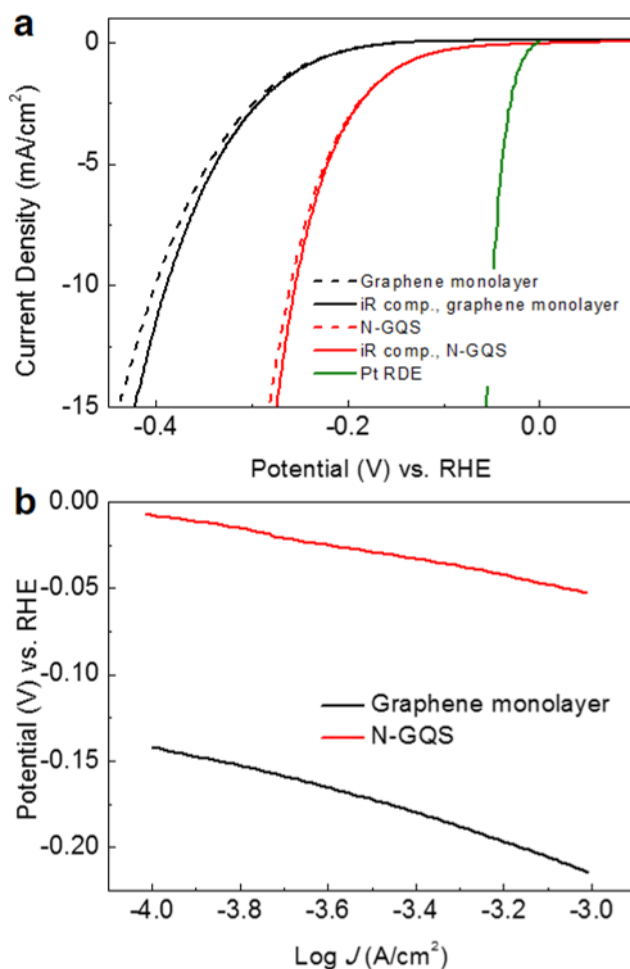 a
0
-5
-10
-15
Current Density (mA/cm²)
Graphene monolayer
iR comp., graphene monolayer
N-GQS
iR comp., N-GQS
Pt RDE
-0.4
-0.2
0.0
Potential (V) vs. RHE
b
0.00
-0.05
-0.10
-0.15
-0.20
Potential (V) vs. RHE
Graphene monolayer
N-GQS
-4.0
-3.8
-3.6
-3.4
-3.2
-3.0
Log J (A/cm²)